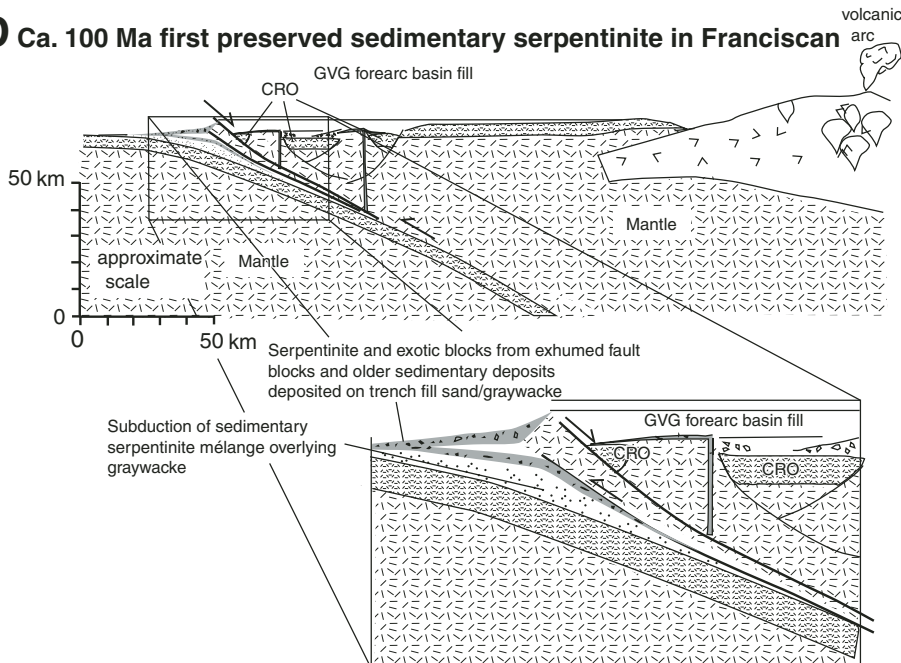 Ca. 100 Ma first preserved sedimentary serpentinite in Franciscan
volcanic
arc
GVG forearc basin fill
CRO
50 km
Mantle
approximate
scale
Mantle
0
0
50 km
Serpentinite and exotic blocks from exhumed fault
blocks and older sedimentary deposits
deposited on trench fill sand/graywacke
Subduction of sedimentary
serpentinite mélange overlying
graywacke
GVG forearc basin fill
CRO
CRO